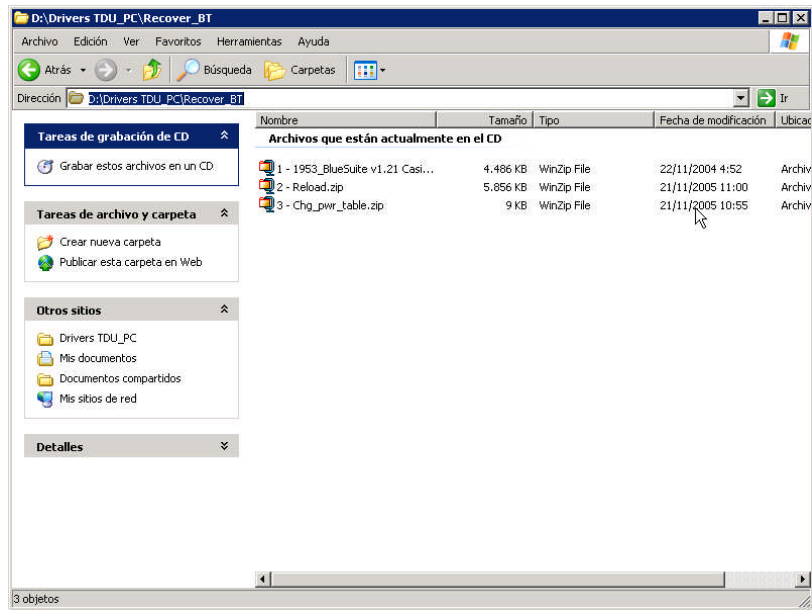 D:\Drivers TDU_PC\Recover_BT
Archivo Edición Ver Favoritos Herramientas Ayuda
Atrás Búsqueda Carpetas
Dirección D:\Drivers TDU_PC\Recover_BT Ir
Nombre Tamaño Tipo Fecha de modificación Ubicac
Tareas de grabación de CD
Grabar estos archivos en un CD
Tareas de archivo y carpeta
Crear nueva carpeta
Publicar esta carpeta en Web
Otros sitios
Drivers TDU_PC
Mis documentos
Documentos compartidos
Mis sitios de red
Detalles
Archivos que están actualmente en el CD
1 - 1953_BlueSuite v1.21 Casi... 4.486 KB WinZip File 22/11/2004 4:52 Archiv
2 - Reload.zip 5.856 KB WinZip File 21/11/2005 11:00 Archiv
3 - Chg_pwr_table.zip 9 KB WinZip File 21/11/2005 10:55 Archiv
3 objetos